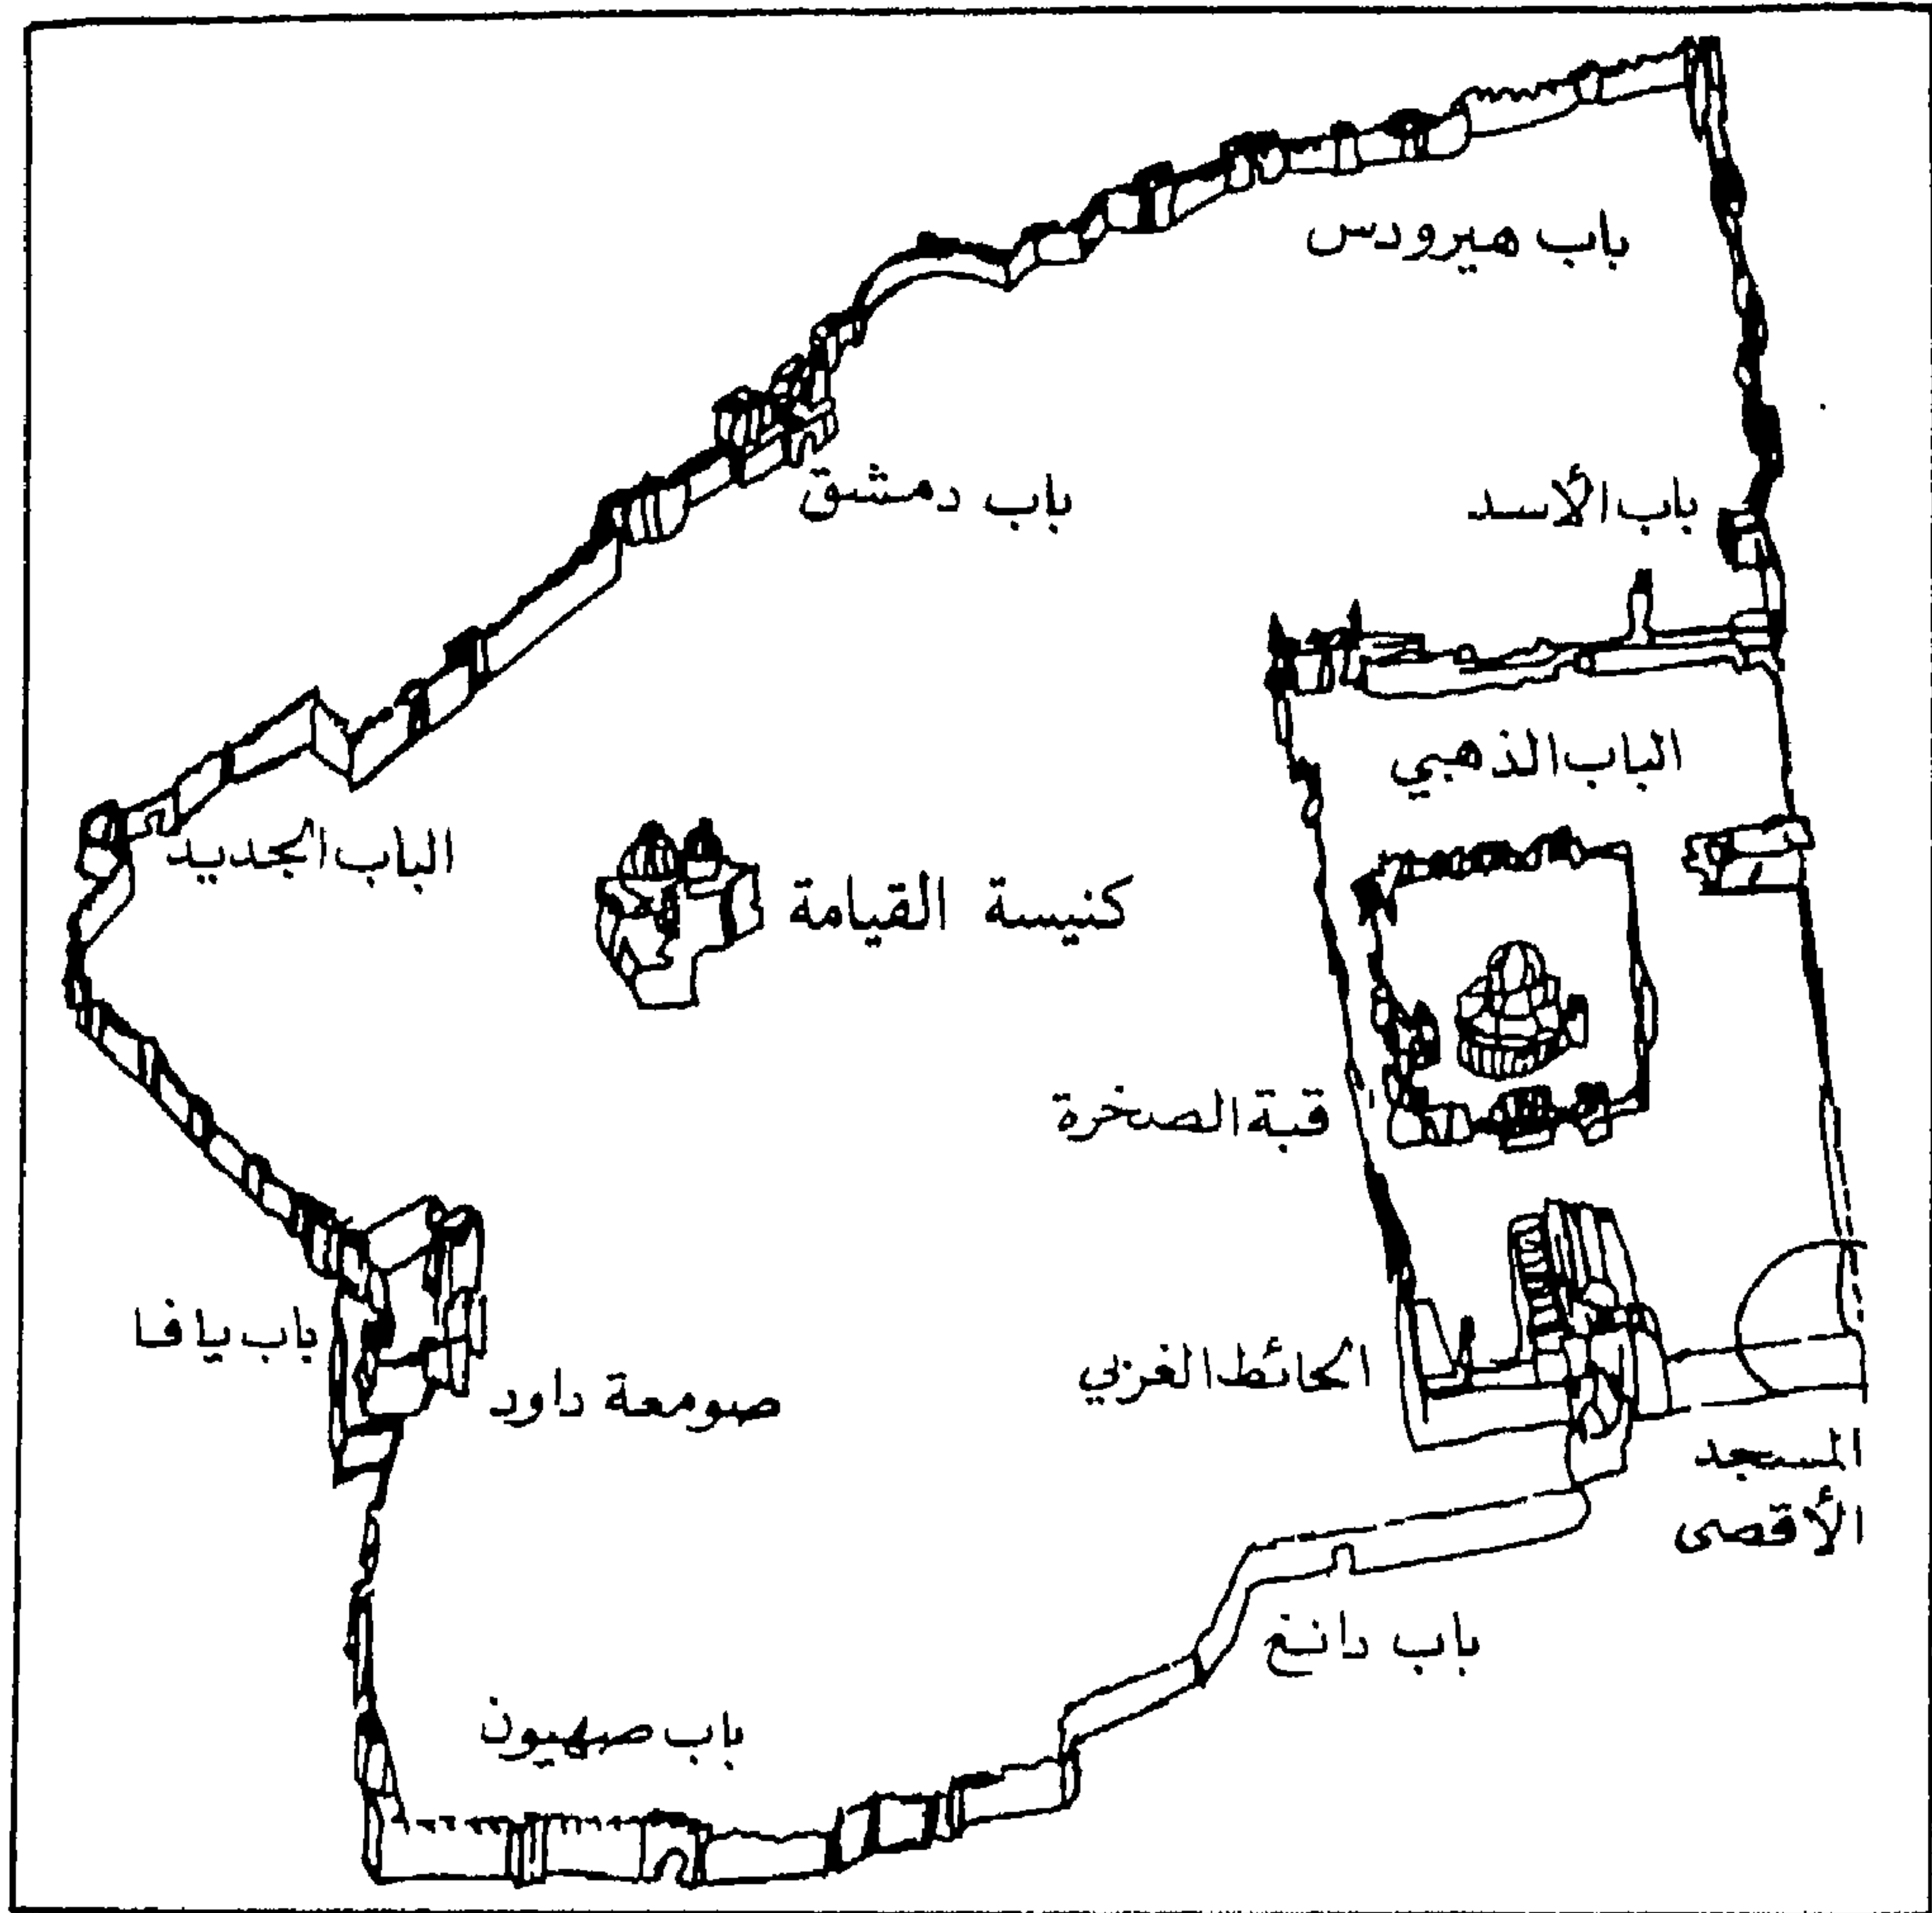 باب هيرودس
باب دمشق
باب الأسد
الباب الذهبي
الباب الجديد
كنيسة القيامة
قبة الصخرة
باب يافا
صومعة داود
الحائط الغربي
المسجد
الأقصى
باب دانغ
باب صهيون